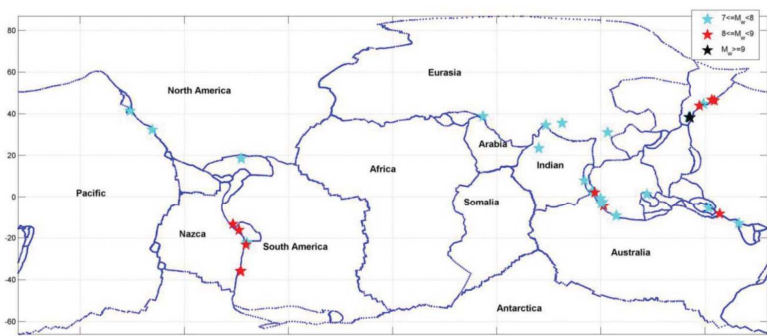 7<=Mw<8
8<=Mw<9
Mw>=9
80
60
40
20
0
-20
-40
-60
North America
Eurasia
Arabia
Indian
Africa
Pacific
Somalia
Nazca
South America
Australia
Antarctica